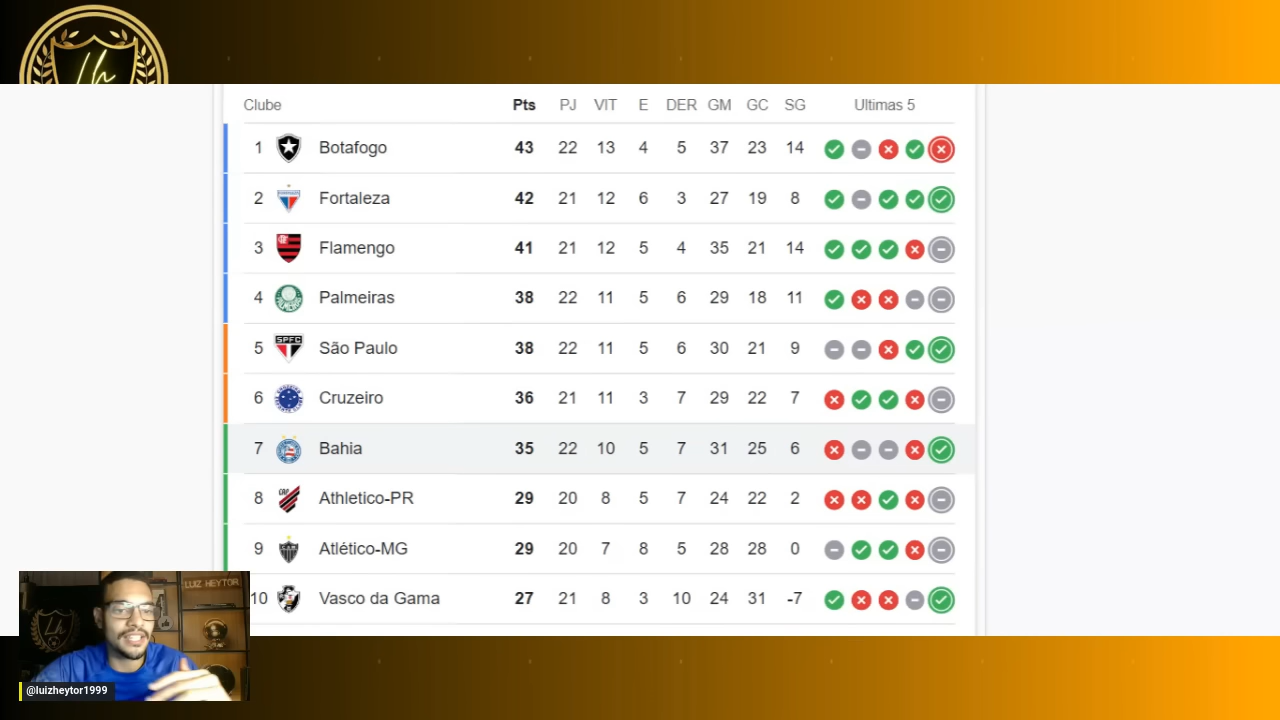 Lh
Clube Pts PJ VIT E DER GM GC SG Ultimas 5
1 Botafogo 43 22 13 4 5 37 23 14
2 Fortaleza 42 21 12 6 3 27 19 8
3 Flamengo 41 21 12 5 4 35 21 14
4 Palmeiras 38 22 11 5 6 29 18 11
5 SPFC São Paulo 38 22 11 5 6 30 21 9
6 Cruzeiro 36 21 11 3 7 29 22 7
7 Bahia 35 22 10 5 7 31 25 6
8 CAP Athletico-PR 29 20 8 5 7 24 22 2
9 Atlético-MG 29 20 7 8 5 28 28 0
10 Vasco da Gama 27 21 8 3 10 24 31 -7
LUIZ HEYTOR
Lh
@luizheytor1999